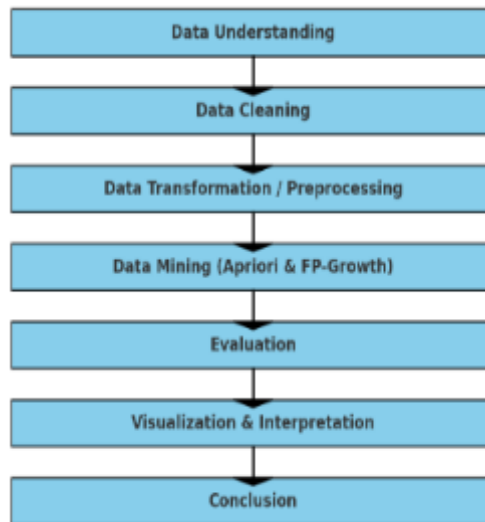 Data Understanding
Data Cleaning
Data Transformation / Preprocessing
Data Mining (Apriori & FP-Growth)
Evaluation
Visualization & Interpretation
Conclusion